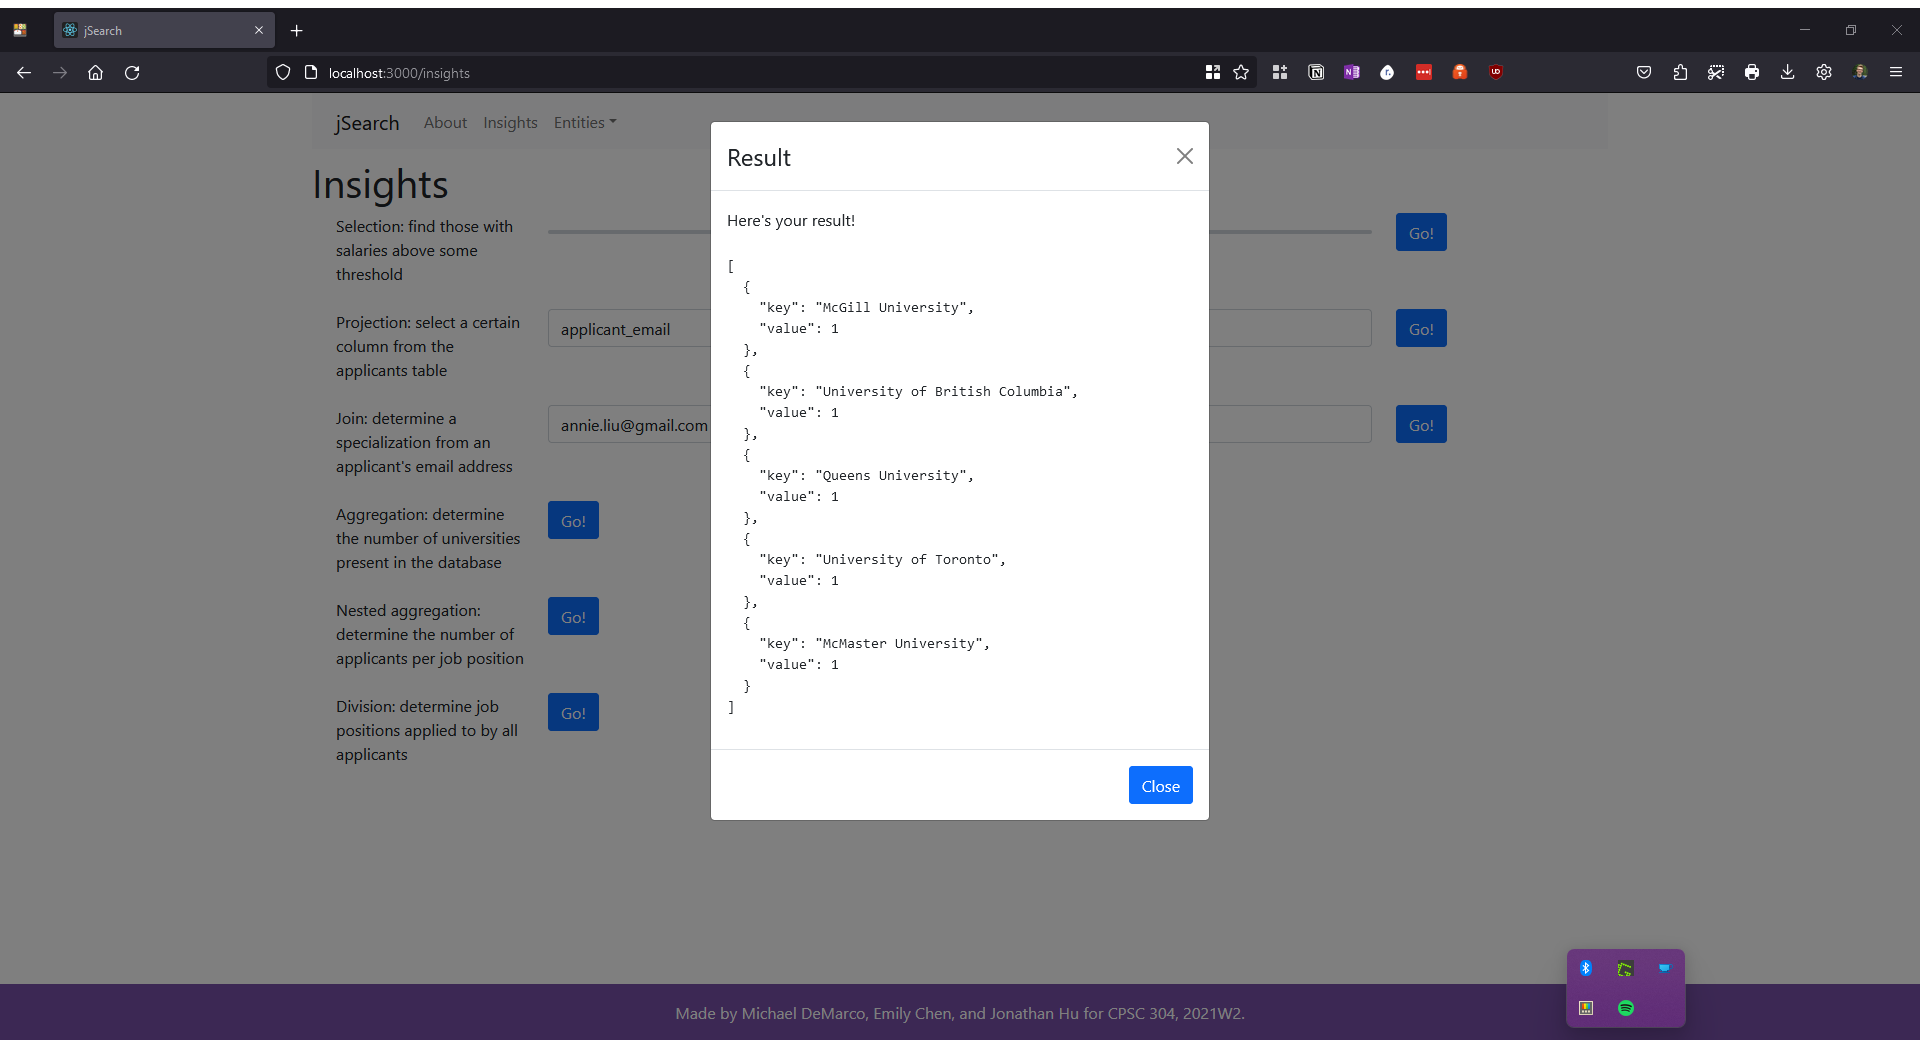 jSearch
localhost:3000/insights
jSearch About Insights Entities
Insights
Selection: find those with
salaries above some
threshold
Go!
Projection: select a certain
column from the
applicants table
applicant_email
Go!
Join: determine a
specialization from an
applicant's email address
annie.liu@gmail.com
Go!
Aggregation: determine
the number of universities
present in the database
Go!
Nested aggregation:
determine the number of
applicants per job position
Go!
Division: determine job
positions applied to by all
applicants
Go!
Result
Here's your result!
[
  {
    "key": "McGill University",
    "value": 1
  },
  {
    "key": "University of British Columbia",
    "value": 1
  },
  {
    "key": "Queens University",
    "value": 1
  },
  {
    "key": "University of Toronto",
    "value": 1
  },
  {
    "key": "McMaster University",
    "value": 1
  }
]
Close
Made by Michael DeMarco, Emily Chen, and Jonathan Hu for CPSC 304, 2021W2.